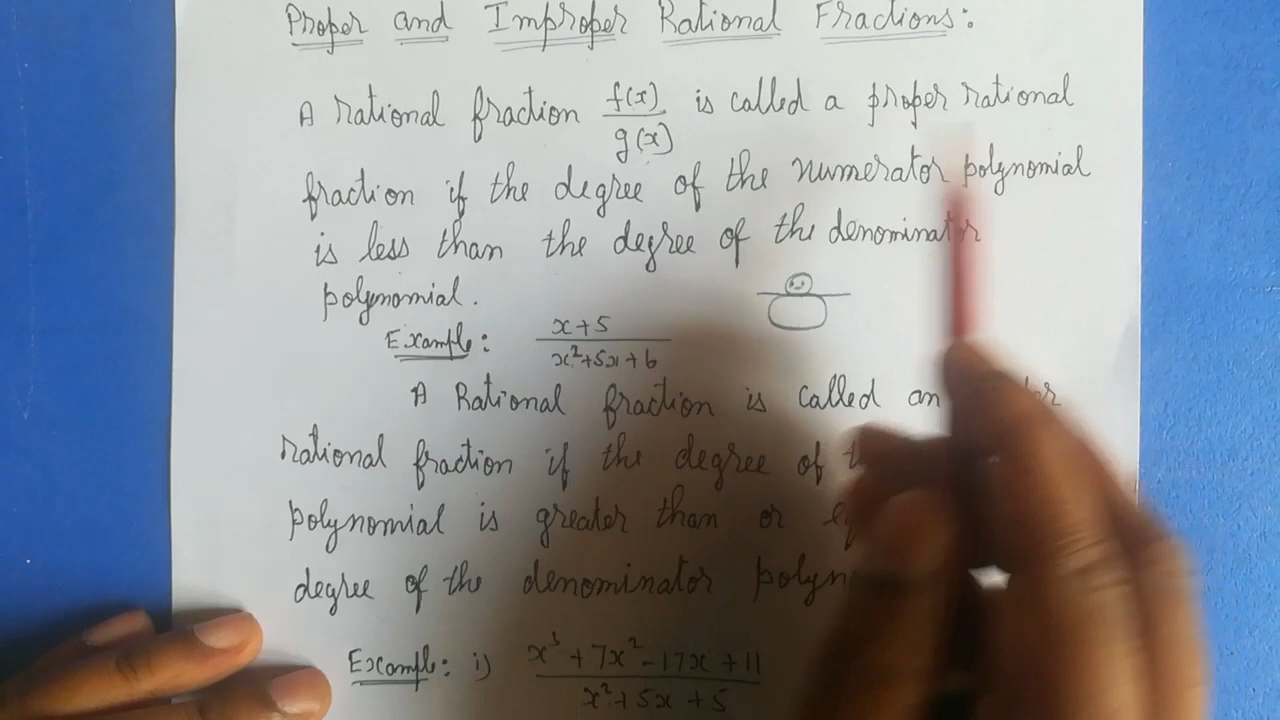 Proper and Improper Rational Fractions:
A rational fraction f(x)/g(x) is called a proper rational
fraction if the degree of the numerator polynomial
is less than the degree of the denominator
polynomial.
Example: x+5/x²+5x+6
A Rational fraction is called an
rational fraction if the degree of
polynomial is greater than or
degree of the denominator
Example: i) x³+7x²-17x+11/x²+5x+5